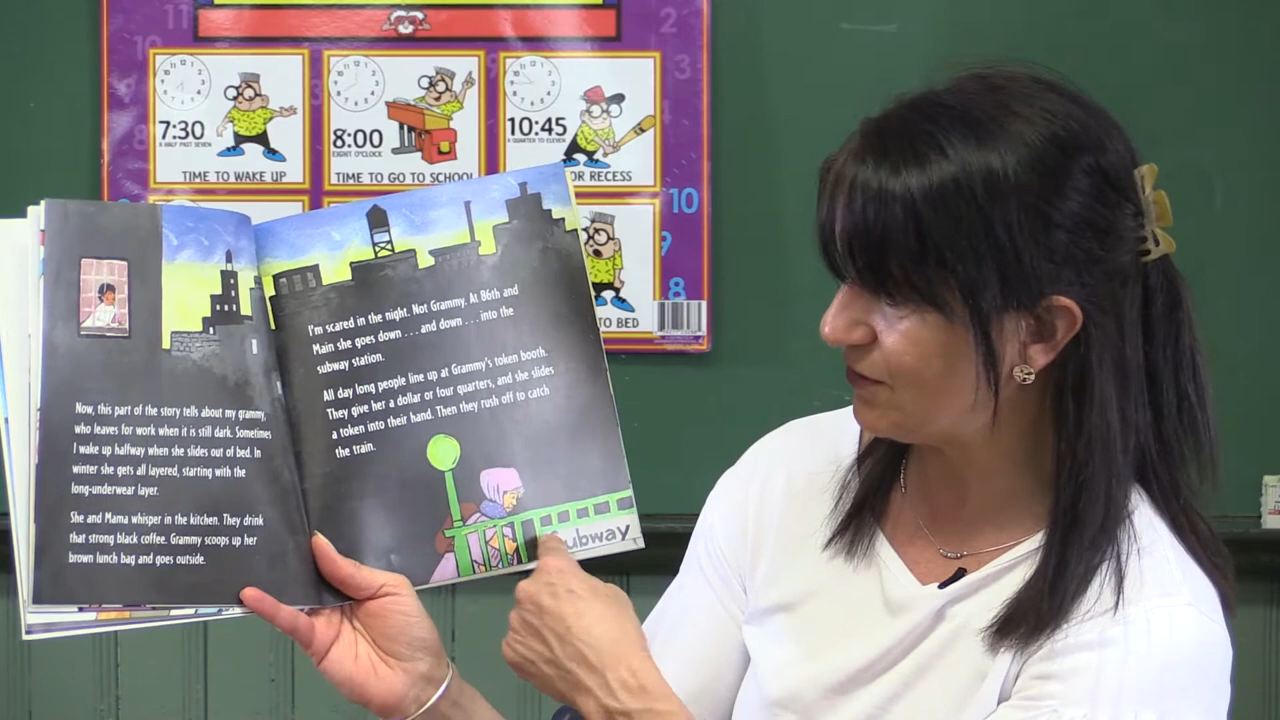 7:30
A HALF PAST SEVEN
TIME TO WAKE UP
8:00
EIGHT O'CLOCK
TIME TO GO TO SCHOOL
10:45
A QUARTER TO ELEVEN
OR RECESS
TO BED
11
10
2
3
10
9
8
Now, this part of the story tells about my grammy,
who leaves for work when it is still dark. Sometimes
I wake up halfway when she slides out of bed. In
winter she gets all layered, starting with the
long-underwear layer.
She and Mama whisper in the kitchen. They drink
that strong black coffee. Grammy scoops up her
brown lunch bag and goes outside.
I'm scared in the night. Not Grammy. At 86th and
Main she goes down . . . and down . . . into the
subway station.
All day long people line up at Grammy's token booth.
They give her a dollar or four quarters, and she slides
a token into their hand. Then they rush off to catch
the train.
Subway